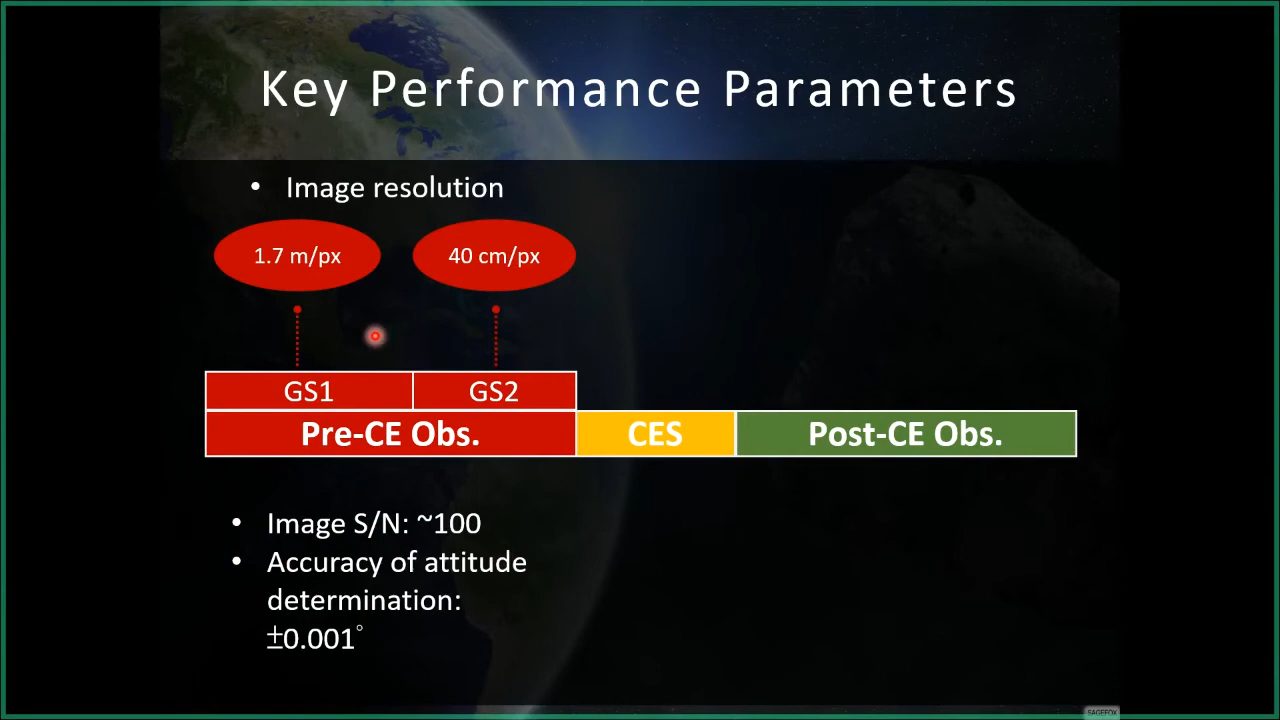 Key Performance Parameters
• Image resolution
1.7 m/px 40 cm/px
GS1 GS2
Pre-CE Obs. CES Post-CE Obs.
• Image S/N: ~100
• Accuracy of attitude
determination:
±0.001°
SAGEFOX